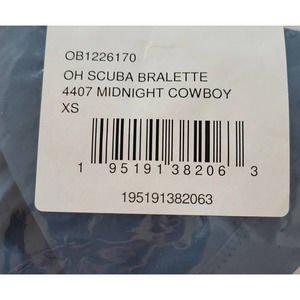 OB1226170
OH SCUBA BRALETTE
4407 MIDNIGHT COWBOY
XS
1 95191 38206 3
195191382063